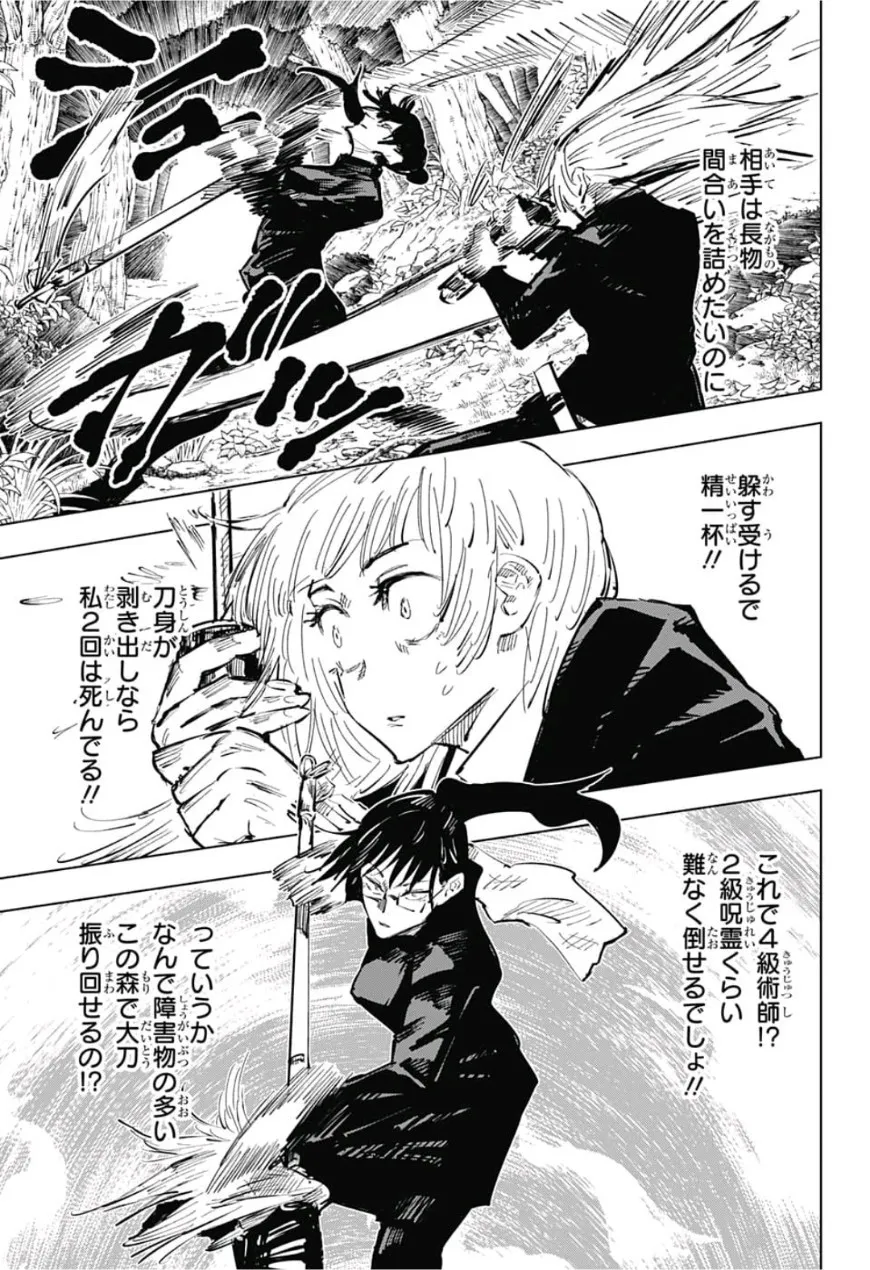 相手は長物
間合いを詰めたいのに
ショ
ガッ
躱す受けるで
精一杯!!
刀身が
剥き出しなら
私2回は死んでる!!
これで4級術師!?
2級呪霊くらい
難なく倒せるでしょ!!
っていうか
なんで障害物の多い
この森で大刀
振り回せるの!?